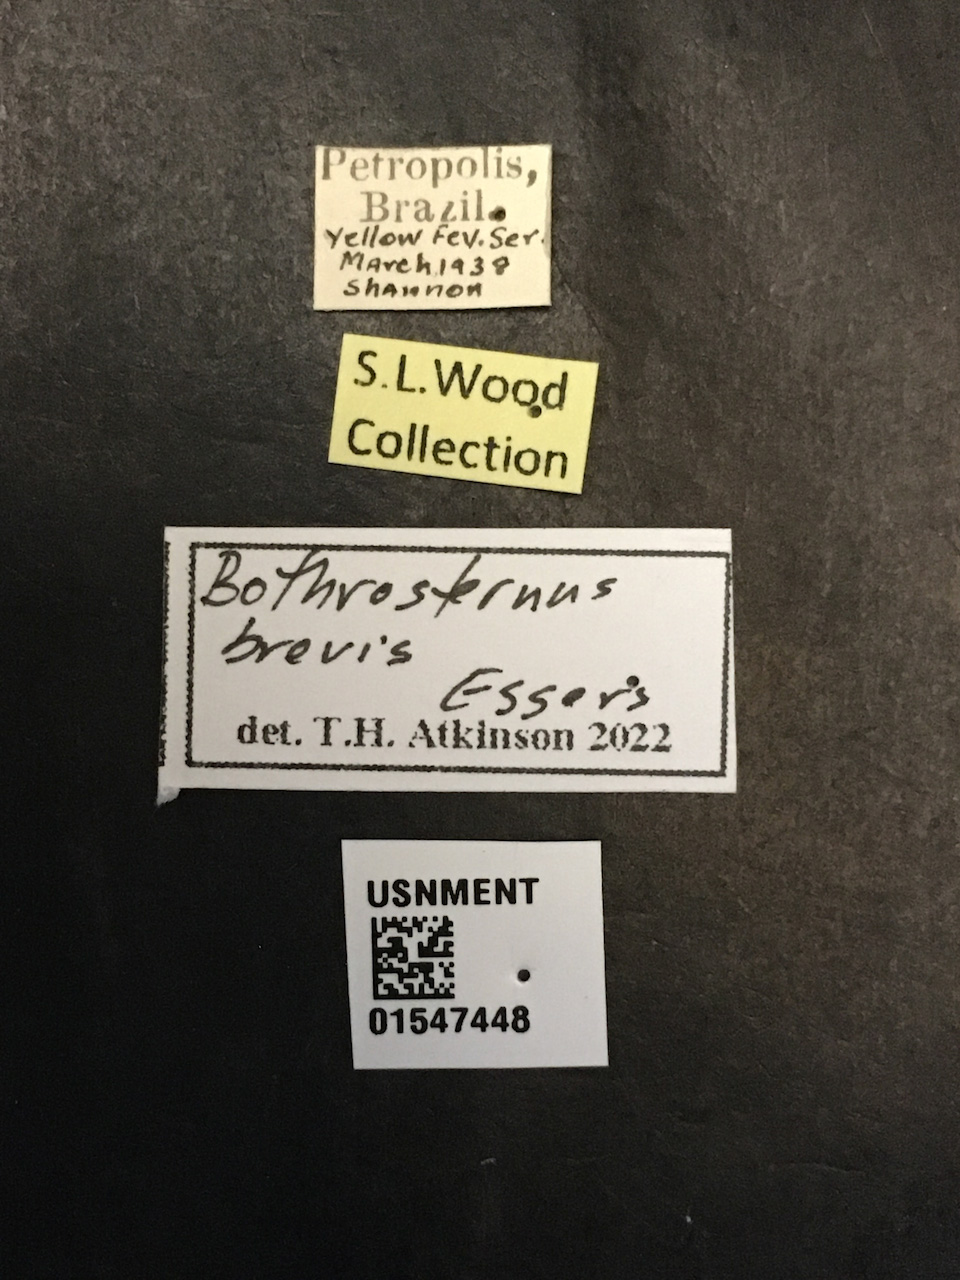 Petropolis,
Brazil.
Yellow Fev. Ser.
March, 1938
Shannon
S.L.Wood
Collection
Bothrosternus
brevis
Eggers
det. T.H. Atkinson 2022
USNMENT
01547448